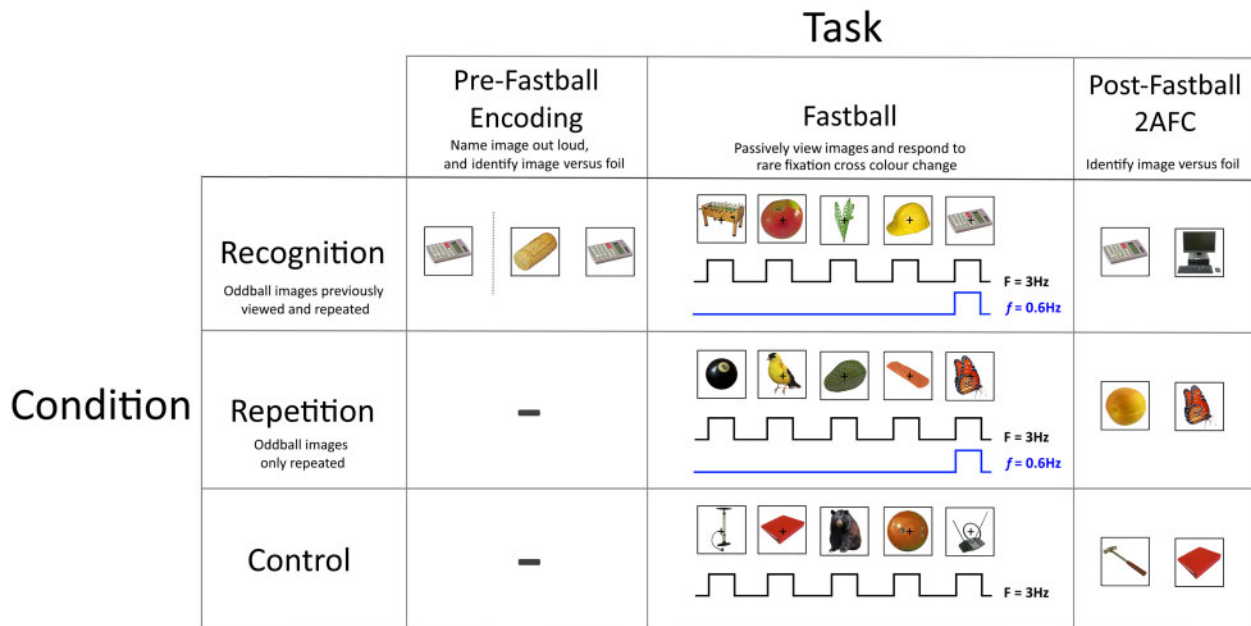 Task
Pre-Fastball
Encoding
Name image out loud,
and identify image versus foil
Fastball
Passively view images and respond to
rare fixation cross colour change
Post-Fastball
2AFC
Identify image versus foil
Condition
Recognition
Oddball images previously
viewed and repeated
F = 3Hz
f = 0.6Hz
Repetition
Oddball images
only repeated
-
F = 3Hz
f = 0.6Hz
Control
-
F = 3Hz